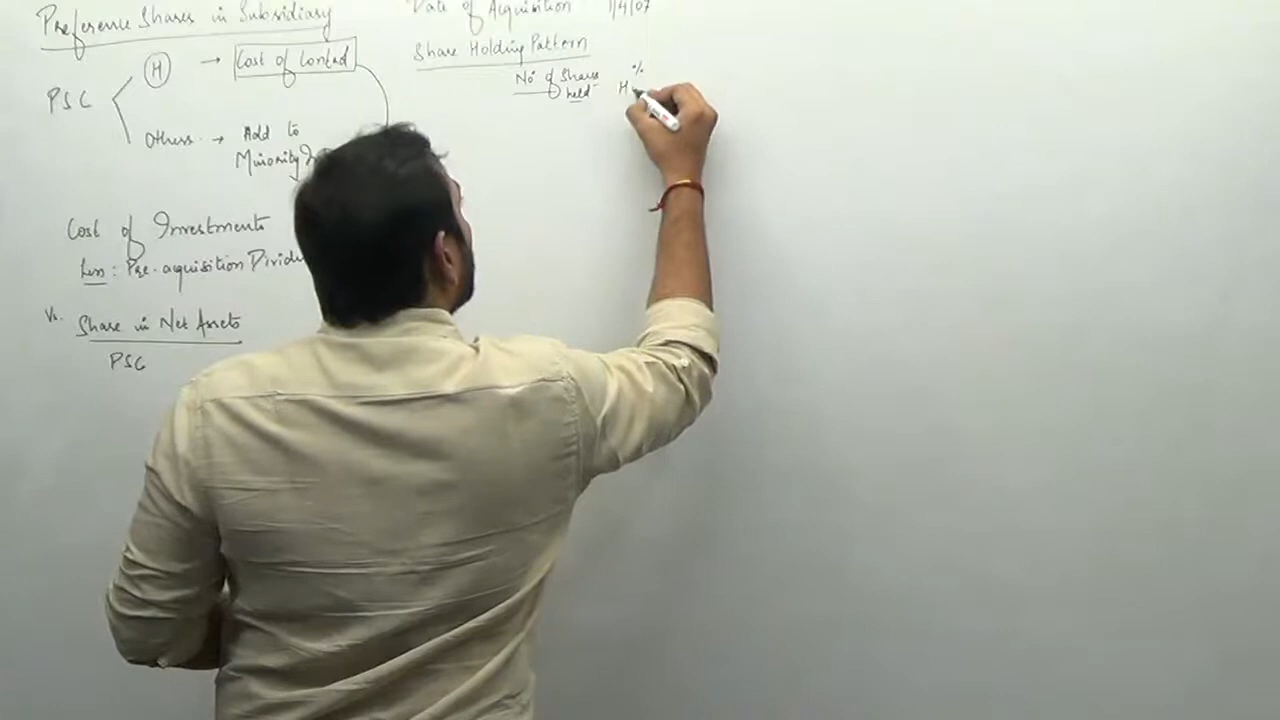 Preference Shares in Subsidiary
PSC
H → Cost of Control
Others → Add to
Minority
Cost of Investments
Less: Pre-acquisition
Vs. Share in Net Assets
PSC
Date of Acquisition 1/4/07
Share Holding Pattern
No of Shares
held
%
H